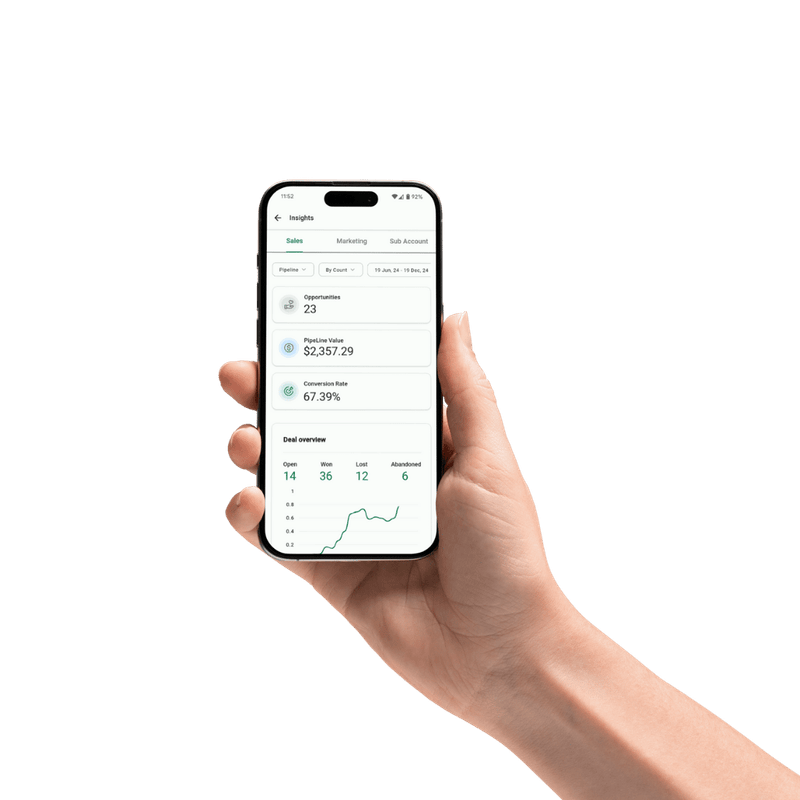 11:52 92%
Insights
Sales Marketing Sub Account
Pipeline By Count 19 Jun, 24 - 19 Dec, 24
Opportunities
23
PipeLine Value
$2,357.29
Conversion Rate
67.39%
Deal overview
Open Won Lost Abandoned
14 36 12 6
1
0.8
0.6
0.4
0.2